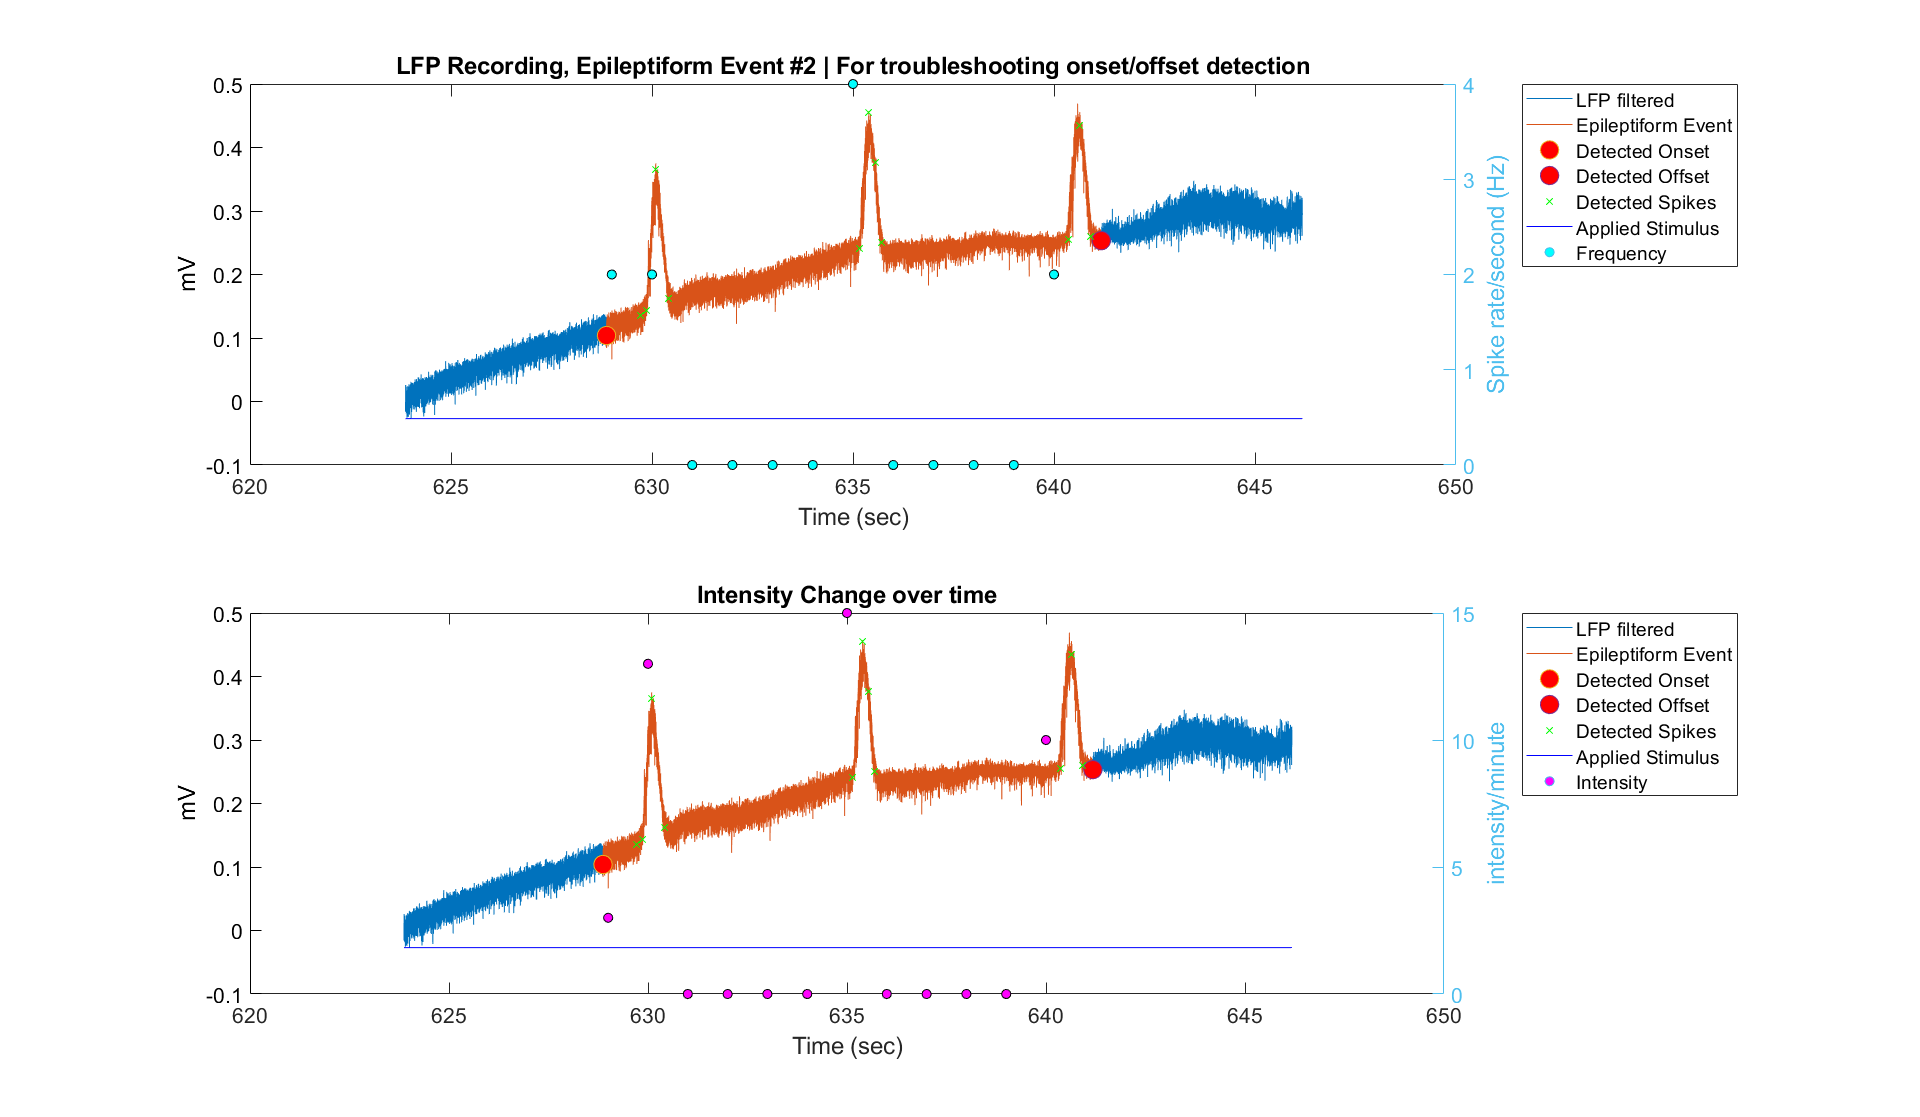 LFP Recording, Epileptiform Event #2 | For troubleshooting onset/offset detection
0.5
0.4
0.3
0.2
0.1
0
-0.1
mV
620
625
630
635
640
645
650
Time (sec)
4
3
2
1
0
Spike rate/second (Hz)
LFP filtered
Epileptiform Event
Detected Onset
Detected Offset
Detected Spikes
Applied Stimulus
Frequency
Intensity Change over time
0.5
0.4
0.3
0.2
0.1
0
-0.1
mV
620
625
630
635
640
645
650
Time (sec)
15
10
5
0
intensity/minute
LFP filtered
Epileptiform Event
Detected Onset
Detected Offset
Detected Spikes
Applied Stimulus
Intensity